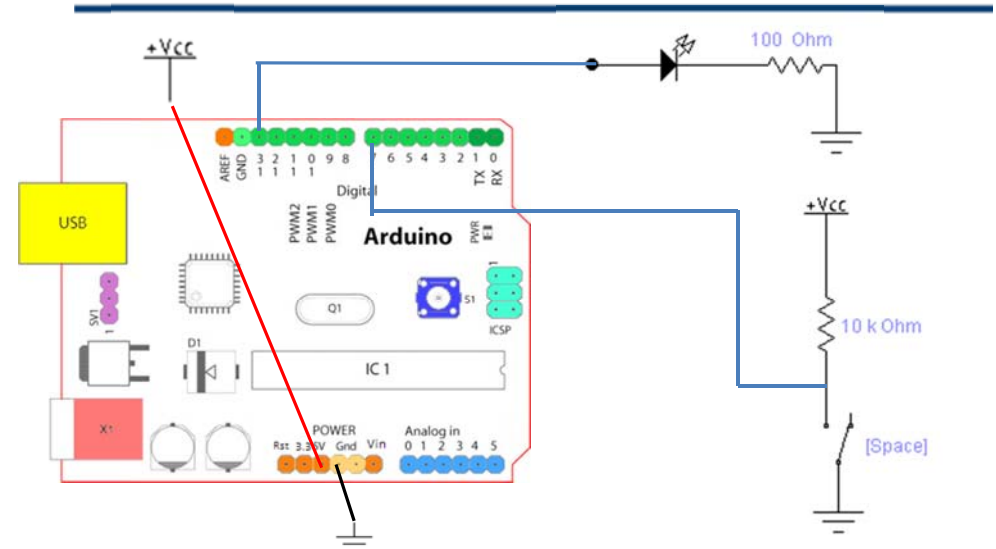 +Vcc
100 Ohm
AREF
GND
13
12
11
10
9
8
7
6
5
4
3
2
1
0
TX
RX
Digital
PWM2
PWM1
PWM0
Arduino
PWR
USB
+Vcc
SV1
1
Q1
S1
1
ICSP
10 k Ohm
D1
IC 1
X1
POWER
Rst 3.3 5V Gnd Vin
Analog in
0 1 2 3 4 5
[Space]